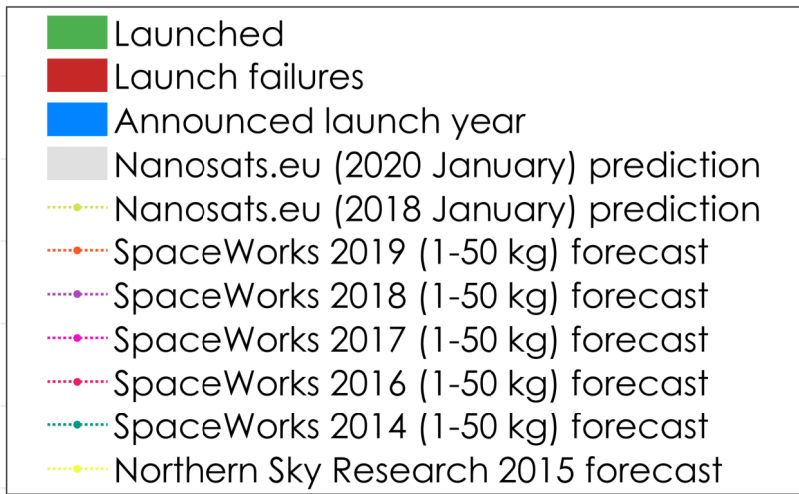 Launched
Launch failures
Announced launch year
Nanosats.eu (2020 January) prediction
Nanosats.eu (2018 January) prediction
SpaceWorks 2019 (1-50 kg) forecast
SpaceWorks 2018 (1-50 kg) forecast
SpaceWorks 2017 (1-50 kg) forecast
SpaceWorks 2016 (1-50 kg) forecast
SpaceWorks 2014 (1-50 kg) forecast
Northern Sky Research 2015 forecast